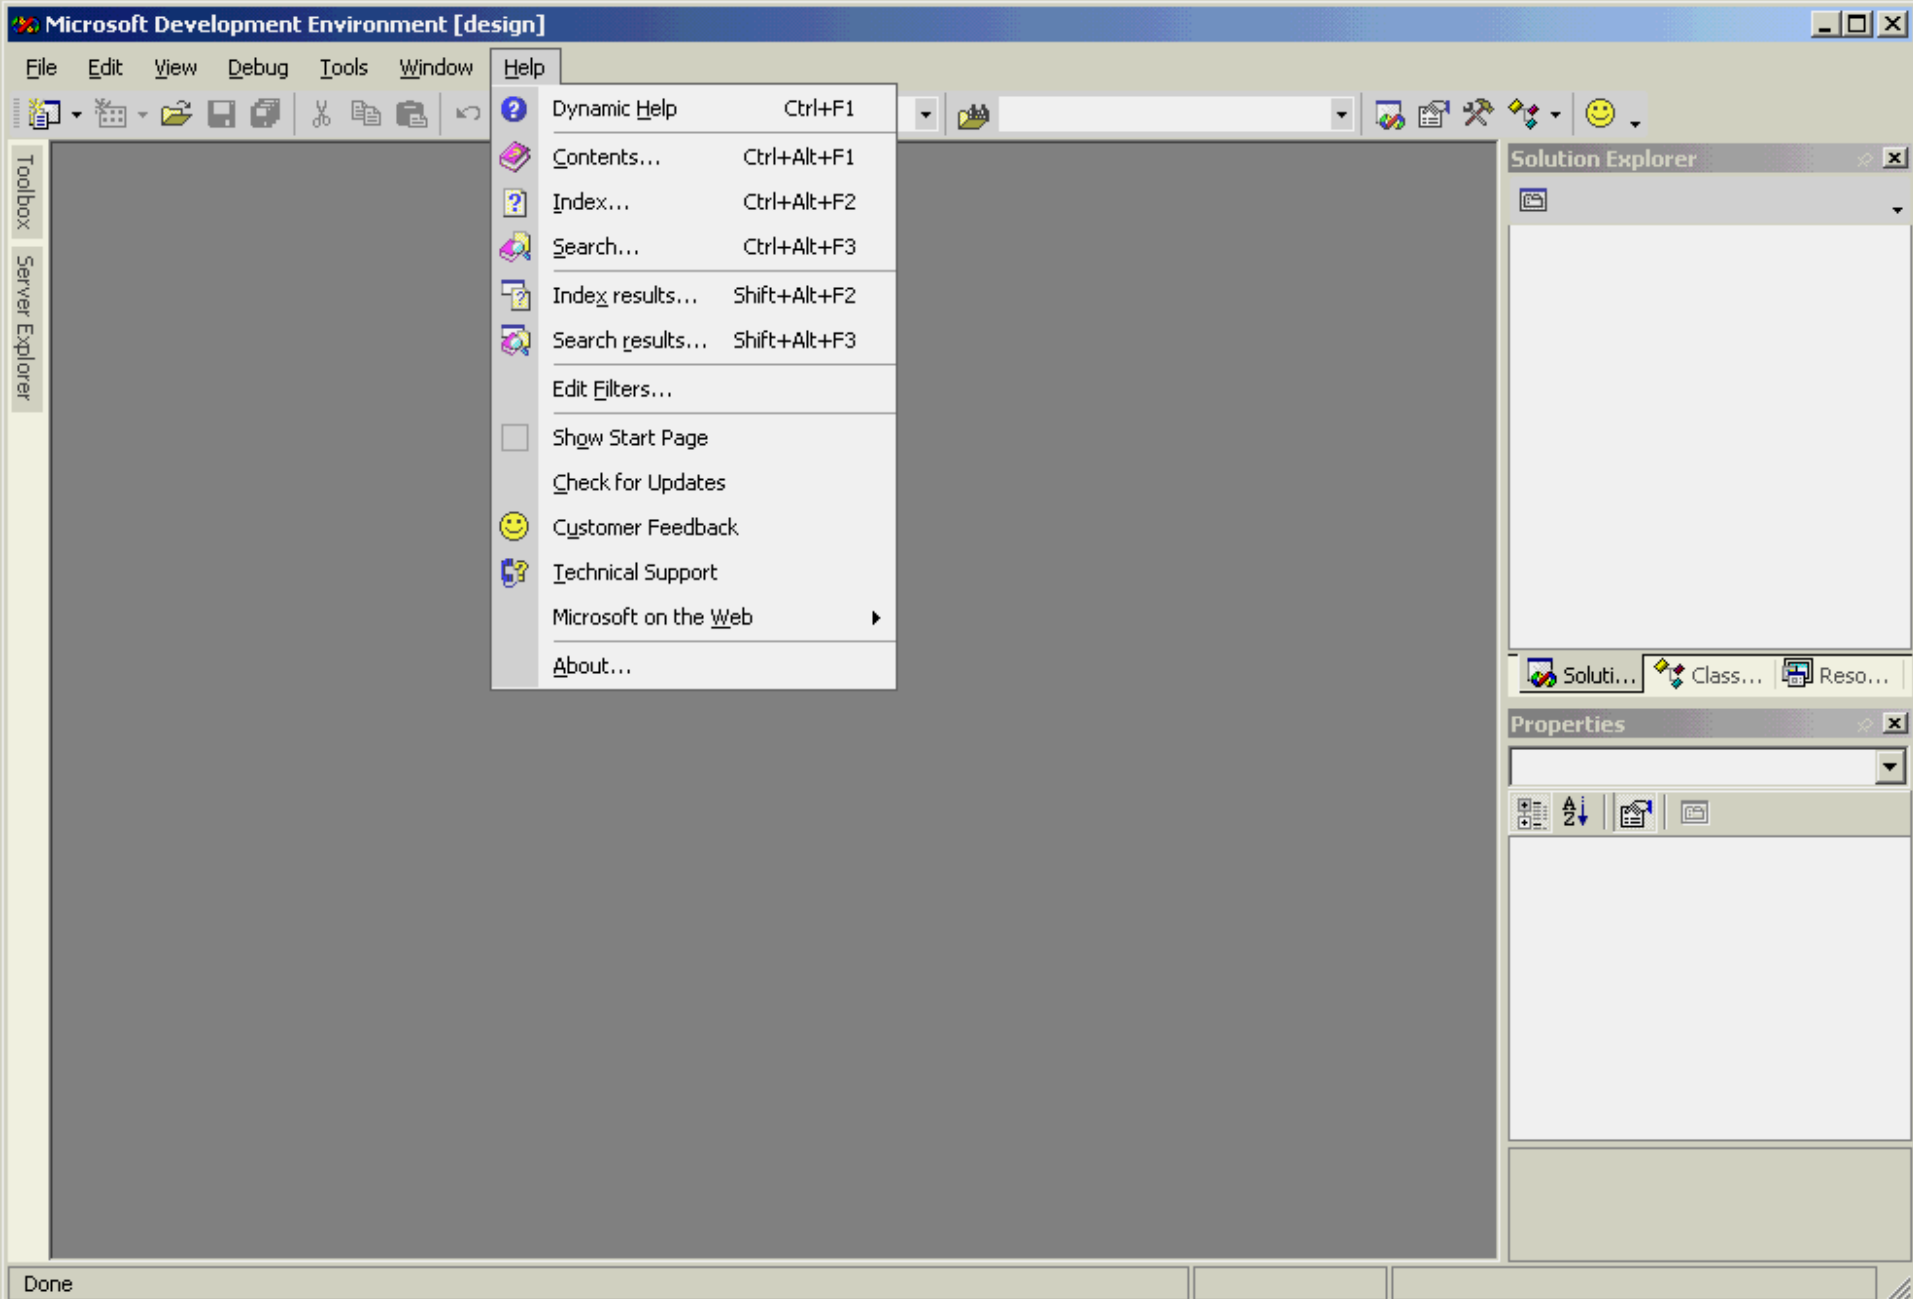 Microsoft Development Environment [design]
File Edit View Debug Tools Window Help
Toolbox
Server Explorer
Dynamic Help Ctrl+F1
Contents... Ctrl+Alt+F1
Index... Ctrl+Alt+F2
Search... Ctrl+Alt+F3
Index results... Shift+Alt+F2
Search results... Shift+Alt+F3
Edit Filters...
Show Start Page
Check for Updates
Customer Feedback
Technical Support
Microsoft on the Web
About...
Solution Explorer
Soluti... Class... Reso...
Properties
Done